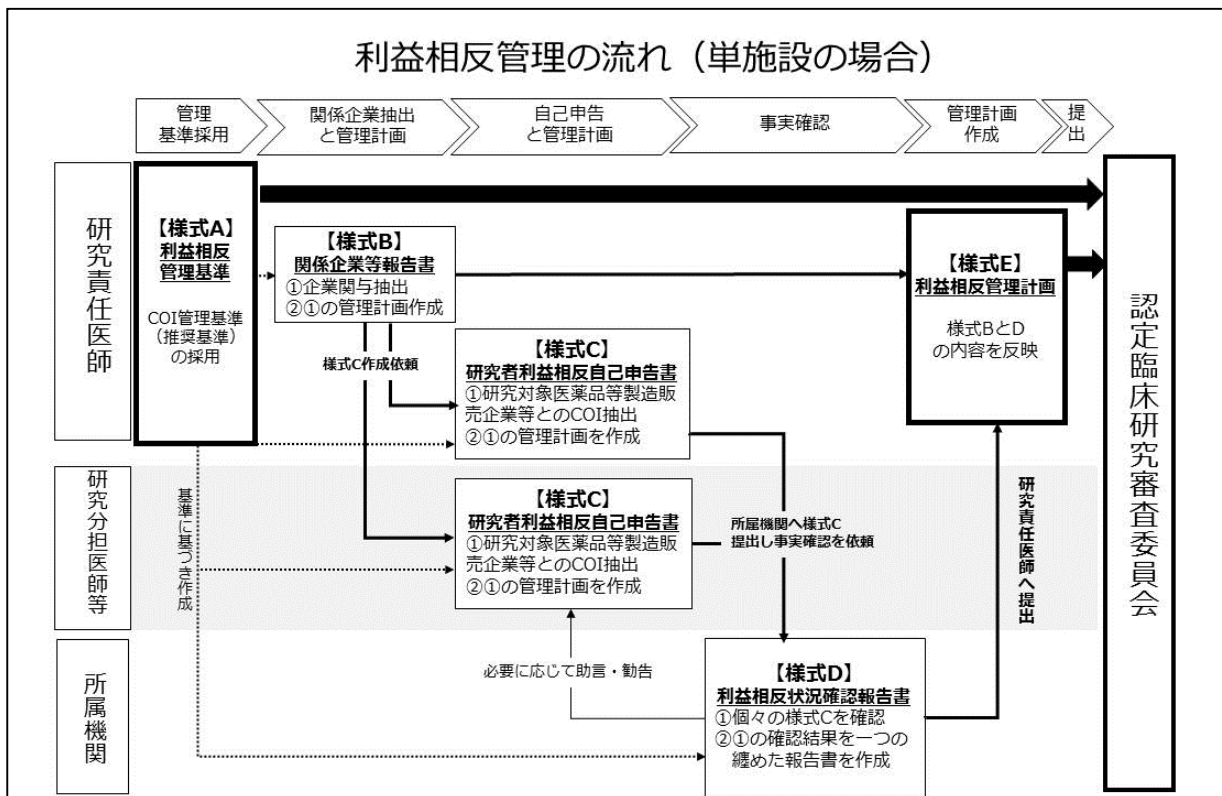 利益相反管理の流れ（単施設の場合）
管理
基準採用
関係企業抽出
と管理計画
自己申告
と管理計画
事実確認
管理計画
作成
提
出
研究責任医師
【様式A】
利益相反
管理基準
COI管理基準
（推奨基準）
の採用
【様式B】
関係企業等報告書
①企業関与抽出
②①の管理計画作成
様式C作成依頼
【様式C】
研究者利益相反自己申告書
①研究対象医薬品等製造販
売企業等とのCOI抽出
②①の管理計画を作成
【様式E】
利益相反管理計画
様式BとD
の内容を反映
認定臨床研究審査委員会
研究分担医師等
基準に基づき作成
【様式C】
研究者利益相反自己申告書
①研究対象医薬品等製造販
売企業等とのCOI抽出
②①の管理計画を作成
所属機関へ様式C
提出し事実確認を依頼
研究責任医師へ提出
所属機関
必要に応じて助言・勧告
【様式D】
利益相反状況確認報告書
①個々の様式Cを確認
②①の確認結果を一つの
纏めた報告書を作成